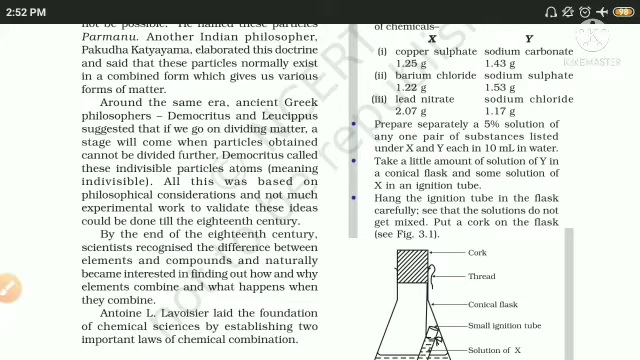 2:52 PM
98
KINEMASTER
Parmanu. Another Indian philosopher,
Pakudha Katyayama, elaborated this doctrine
and said that these particles normally exist
in a combined form which gives us various
forms of matter.
Around the same era, ancient Greek
philosophers – Democritus and Leucippus
suggested that if we go on dividing matter, a
stage will come when particles obtained
cannot be divided further. Democritus called
these indivisible particles atoms (meaning
indivisible). All this was based on
philosophical considerations and not much
experimental work to validate these ideas
could be done till the eighteenth century.
By the end of the eighteenth century,
scientists recognised the difference between
elements and compounds and naturally
became interested in finding out how and why
elements combine and what happens when
they combine.
Antoine L. Lavoisier laid the foundation
of chemical sciences by establishing two
important laws of chemical combination.
of chemicals–
X Y
(i) copper sulphate sodium carbonate
1.25 g 1.43 g
(ii) barium chloride sodium sulphate
1.22 g 1.53 g
(iii) lead nitrate sodium chloride
2.07 g 1.17 g
• Prepare separately a 5% solution of
any one pair of substances listed
under X and Y each in 10 mL in water.
• Take a little amount of solution of Y in
a conical flask and some solution of
X in an ignition tube.
• Hang the ignition tube in the flask
carefully; see that the solutions do not
get mixed. Put a cork on the flask
(see Fig. 3.1).
Cork
Thread
Conical flask
Small ignition tube
Solution of X